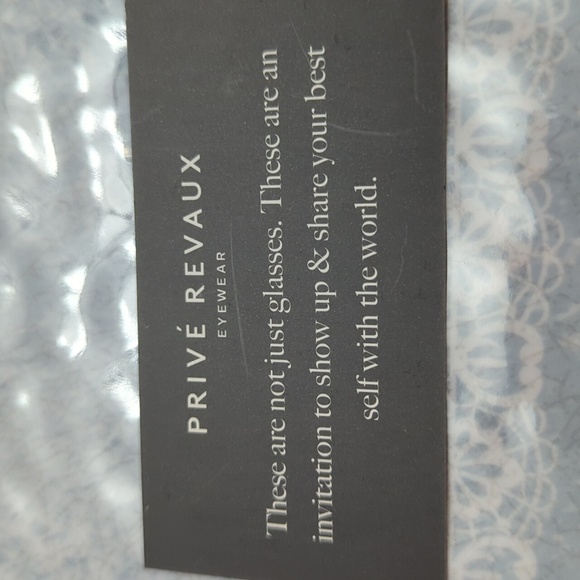 PRIVÉ REVAUX
EYEWEAR
These are not just glasses. These are an
invitation to show up & share your best
self with the world.